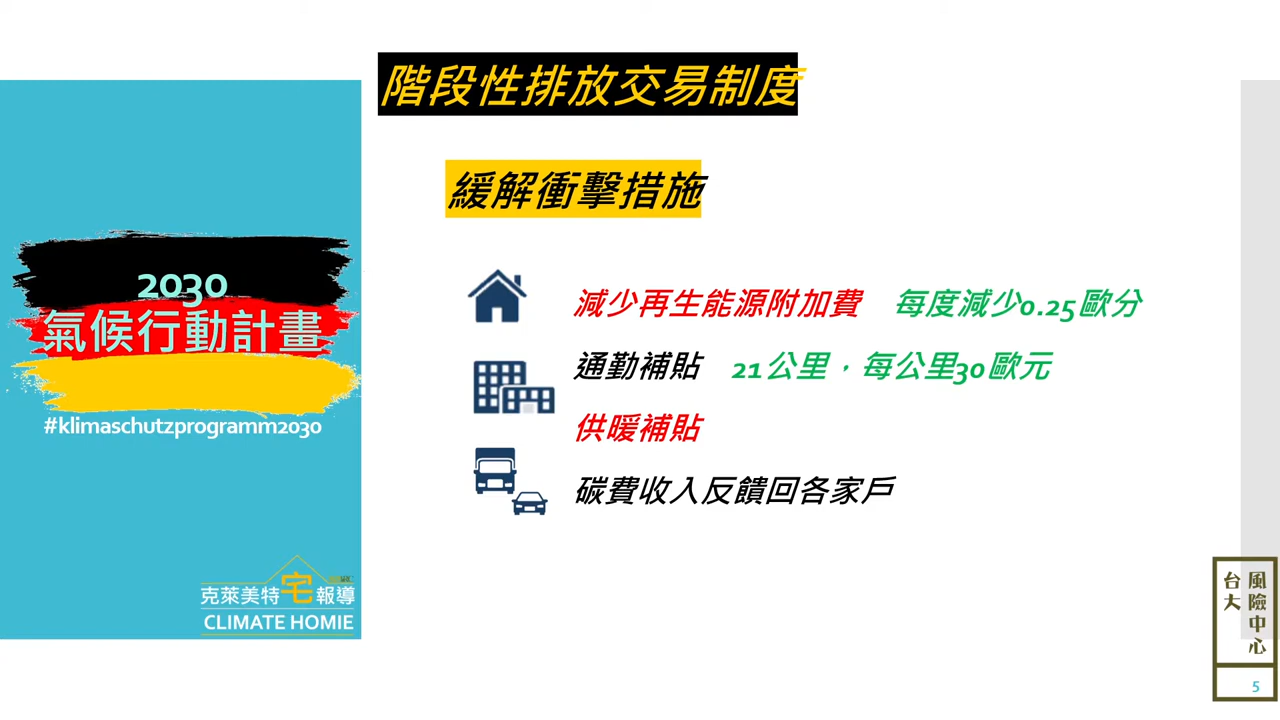 階段性排放交易制度
緩解衝擊措施
2030
氣候行動計畫
#klimaschutzprogramm2030
減少再生能源附加費 每度減少0.25歐分
通勤補貼 21公里，每公里30歐元
供暖補貼
碳費收入反饋回各家戶
克萊美特宅報導
CLIMATE HOMIE
台大
風險中心
5